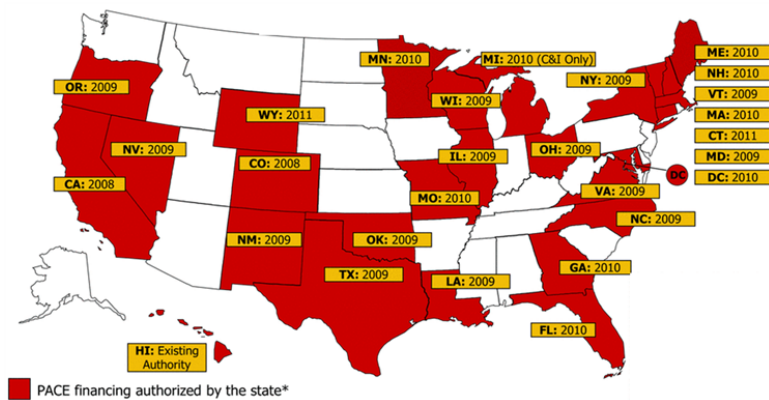 MN: 2010
MI: 2010 (C&I Only)
ME: 2010
OR: 2009
NY: 2009
NH: 2010
VT: 2009
WY: 2011
WI: 2009
MA: 2010
CT: 2011
NV: 2009
CO: 2008
IL: 2009
OH: 2009
MD: 2009
CA: 2008
DC
DC: 2010
MO: 2010
VA: 2009
NC: 2009
NM: 2009
OK: 2009
TX: 2009
LA: 2009
GA: 2010
FL: 2010
HI: Existing
Authority
PACE financing authorized by the state*